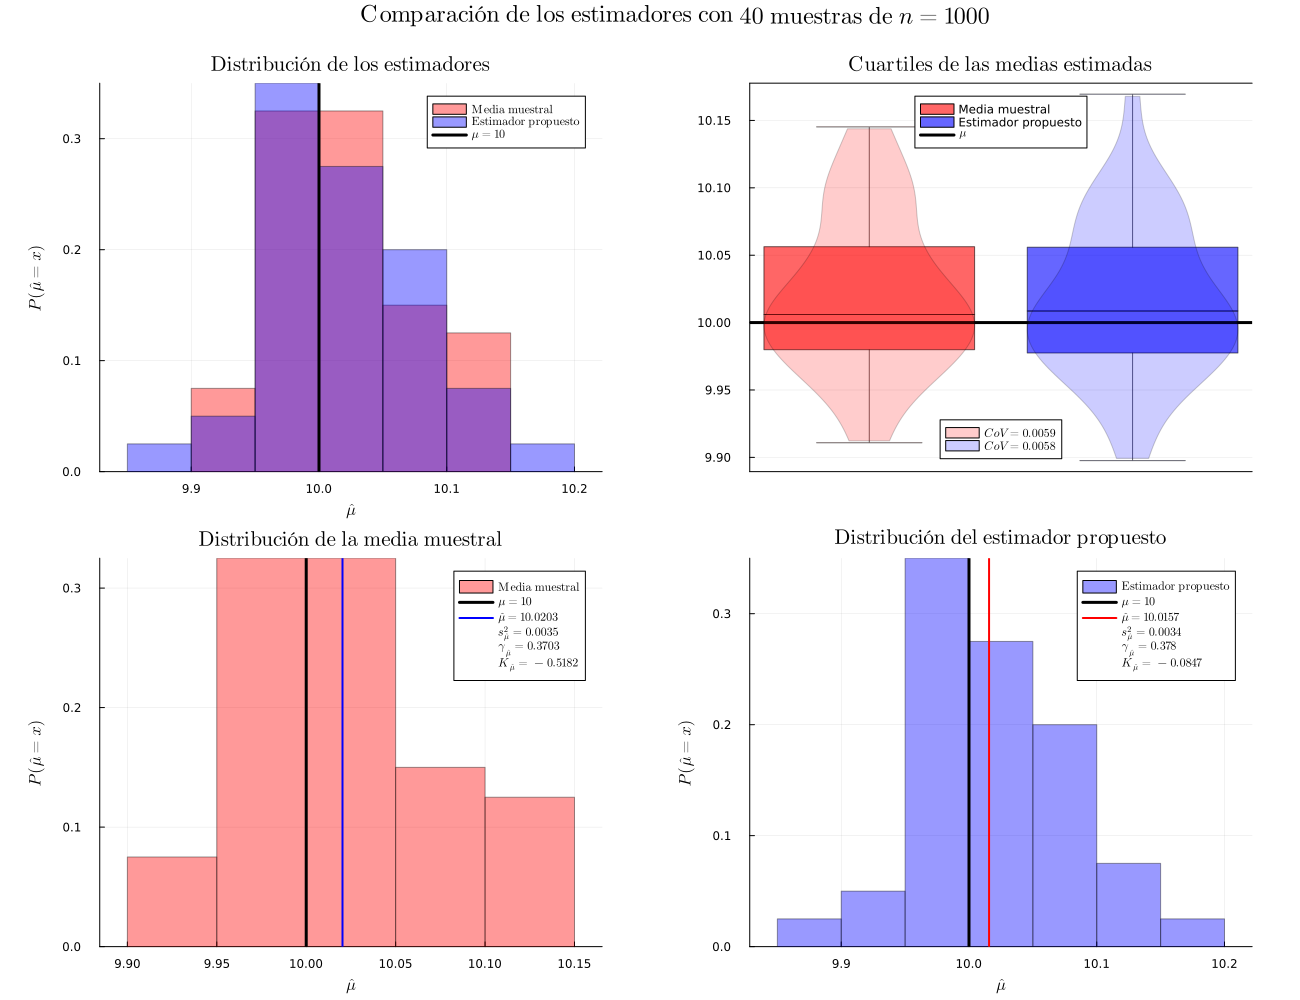 Comparación de los estimadores con 40 muestras de n = 1000
Distribución de los estimadores
P(μ̂ = x)
0.3
0.2
0.1
0.0
9.9
10.0
10.1
10.2
μ̂
Media muestral
Estimador propuesto
μ = 10
Cuartiles de las medias estimadas
10.15
10.10
10.05
10.00
9.95
9.90
Media muestral
Estimador propuesto
μ
CoV = 0.0059
CoV = 0.0058
Distribución de la media muestral
P(μ̂ = x)
0.3
0.2
0.1
0.0
9.90
9.95
10.00
10.05
10.10
10.15
μ̂
Media muestral
μ = 10
μ̂ = 10.0203
s²_μ̂ = 0.0035
γ_μ̂ = 0.3703
K_μ̂ = −0.5182
Distribución del estimador propuesto
P(μ̂ = x)
0.3
0.2
0.1
0.0
9.9
10.0
10.1
10.2
μ̂
Estimador propuesto
μ = 10
μ̂ = 10.0157
s²_μ̂ = 0.0034
γ_μ̂ = 0.378
K_μ̂ = −0.0847